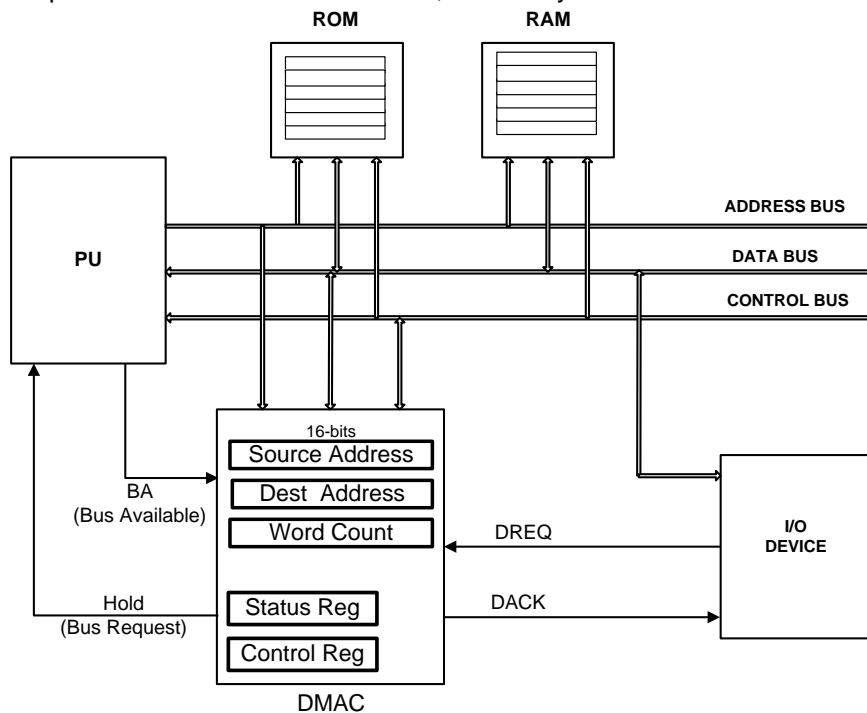 ROM
RAM
ADDRESS BUS
PU
DATA BUS
CONTROL BUS
16-bits
Source Address
Dest Address
Word Count
BA
(Bus Available)
DREQ
I/O
DEVICE
Hold
(Bus Request)
Status Reg
DACK
Control Reg
DMAC